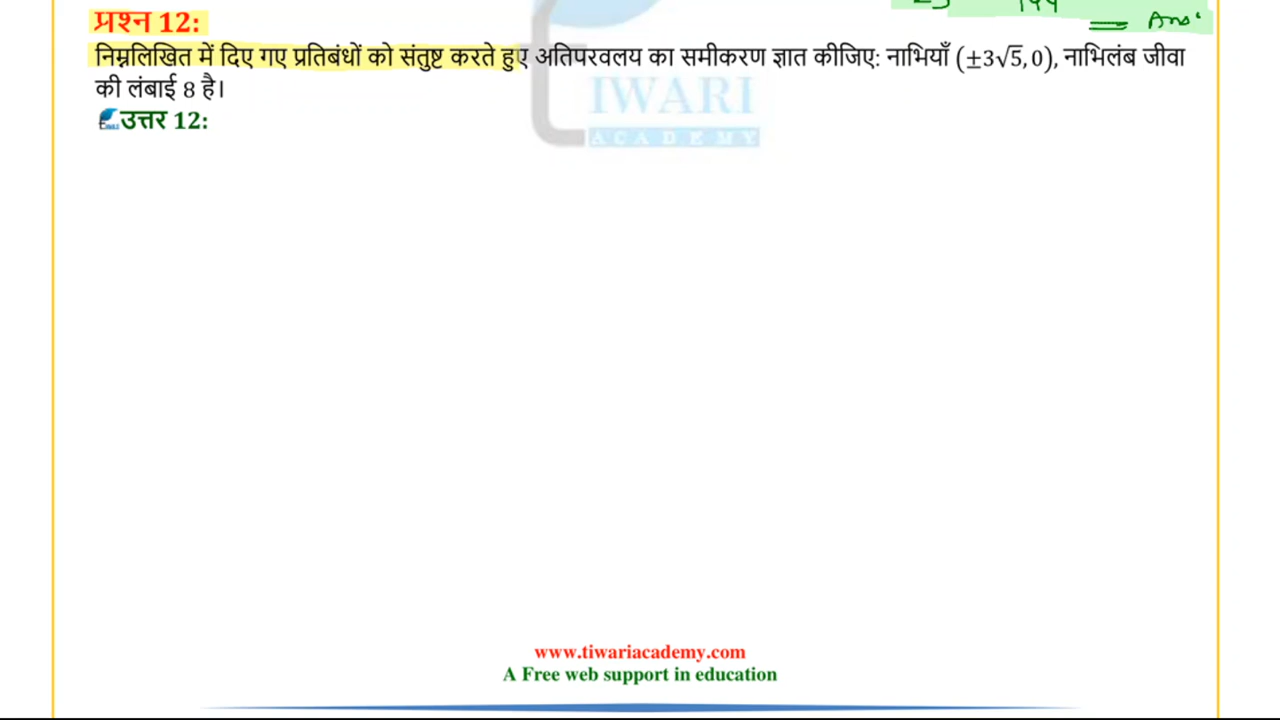 Ans.
प्रश्न 12:
निम्नलिखित में दिए गए प्रतिबंधों को संतुष्ट करते हुए अतिपरवलय का समीकरण ज्ञात कीजिए: नाभियाँ (±3√5, 0), नाभिलंब जीवा
की लंबाई 8 है।
IWARI
ACADEMY
उत्तर 12:
www.tiwariacademy.com
A Free web support in education